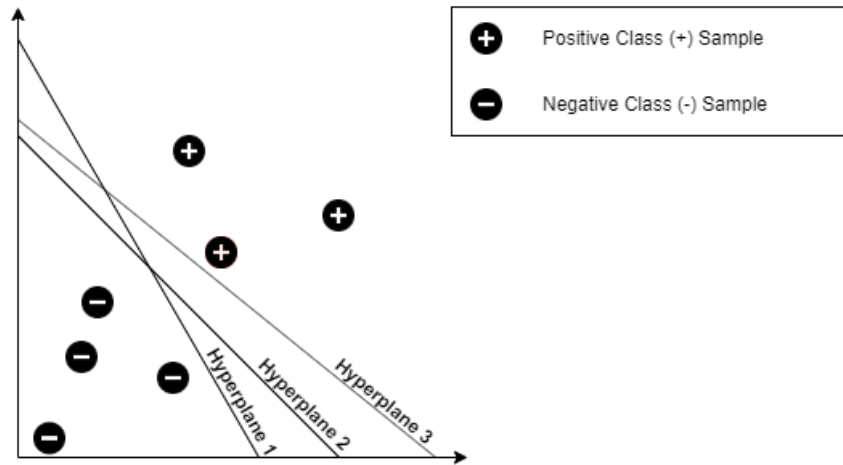 Positive Class (+) Sample
Negative Class (-) Sample
Hyperplane 1
Hyperplane 2
Hyperplane 3